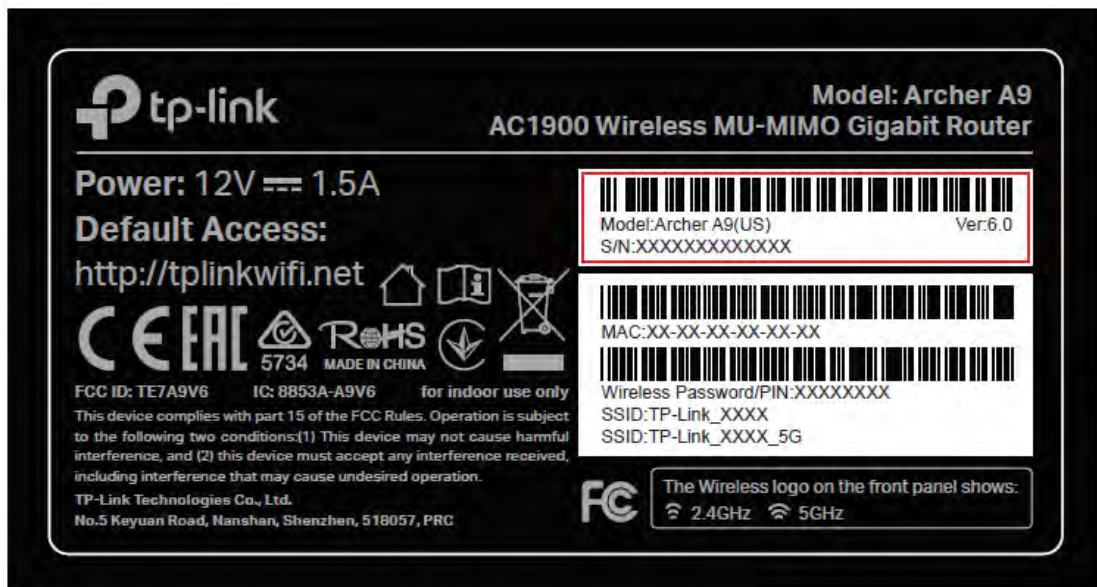 tp-link
Model: Archer A9
AC1900 Wireless MU-MIMO Gigabit Router
Power: 12V ⎓ 1.5A
Default Access:
http://tplinkwifi.net
Model:Archer A9(US) Ver:6.0
S/N:XXXXXXXXXXXXX
MAC:XX-XX-XX-XX-XX-XX
Wireless Password/PIN:XXXXXXXX
SSID:TP-Link_XXXX
SSID:TP-Link_XXXX_5G
CE EAC 5734 RoHS
MADE IN CHINA
FCC ID: TE7A9V6 IC: 8853A-A9V6 for indoor use only
This device complies with part 15 of the FCC Rules. Operation is subject
to the following two conditions:(1) This device may not cause harmful
interference, and (2) this device must accept any interference received,
including interference that may cause undesired operation.
TP-Link Technologies Co., Ltd.
No.5 Keyuan Road, Nanshan, Shenzhen, 518057, PRC
FC
The Wireless logo on the front panel shows:
2.4GHz 5GHz